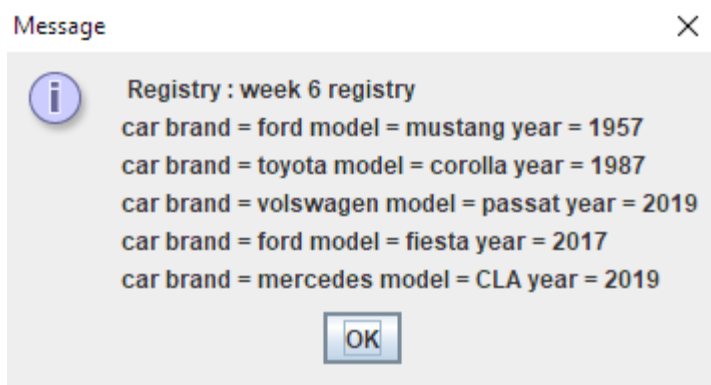 Message
Registry : week 6 registry
car brand = ford model = mustang year = 1957
car brand = toyota model = corolla year = 1987
car brand = volswagen model = passat year = 2019
car brand = ford model = fiesta year = 2017
car brand = mercedes model = CLA year = 2019
OK